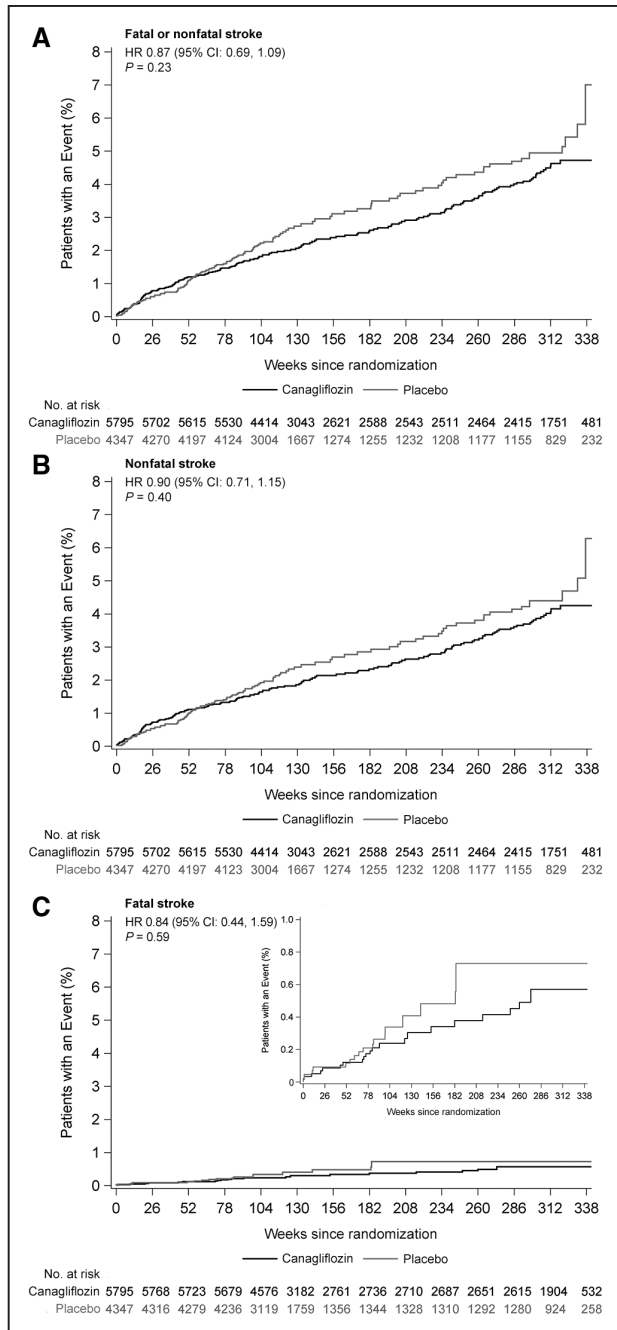 A
Fatal or nonfatal stroke
HR 0.87 (95% CI: 0.69, 1.09)
P = 0.23
Patients with an Event (%)
8
7
6
5
4
3
2
1
0
0 26 52 78 104 130 156 182 208 234 260 286 312 338
Weeks since randomization
Canagliflozin Placebo
No. at risk
Canagliflozin 5795 5702 5615 5530 4414 3043 2621 2588 2543 2511 2464 2415 1751 481
Placebo 4347 4270 4197 4124 3004 1667 1274 1255 1232 1208 1177 1155 829 232
B
Nonfatal stroke
HR 0.90 (95% CI: 0.71, 1.15)
P = 0.40
Patients with an Event (%)
8
7
6
5
4
3
2
1
0
0 26 52 78 104 130 156 182 208 234 260 286 312 338
Weeks since randomization
Canagliflozin Placebo
No. at risk
Canagliflozin 5795 5702 5615 5530 4414 3043 2621 2588 2543 2511 2464 2415 1751 481
Placebo 4347 4270 4197 4123 3004 1667 1274 1255 1232 1208 1177 1155 829 232
C
Fatal stroke
HR 0.84 (95% CI: 0.44, 1.59)
P = 0.59
Patients with an Event (%)
8
7
6
5
4
3
2
1
0
Patients with an Event (%)
1.0
0.8
0.6
0.4
0.2
0
0 26 52 78 104 130 156 182 208 234 260 286 312 338
Weeks since randomization
0 26 52 78 104 130 156 182 208 234 260 286 312 338
Weeks since randomization
Canagliflozin Placebo
No. at risk
Canagliflozin 5795 5768 5723 5679 4576 3182 2761 2736 2710 2687 2651 2615 1904 532
Placebo 4347 4316 4279 4236 3119 1759 1356 1344 1328 1310 1292 1280 924 258